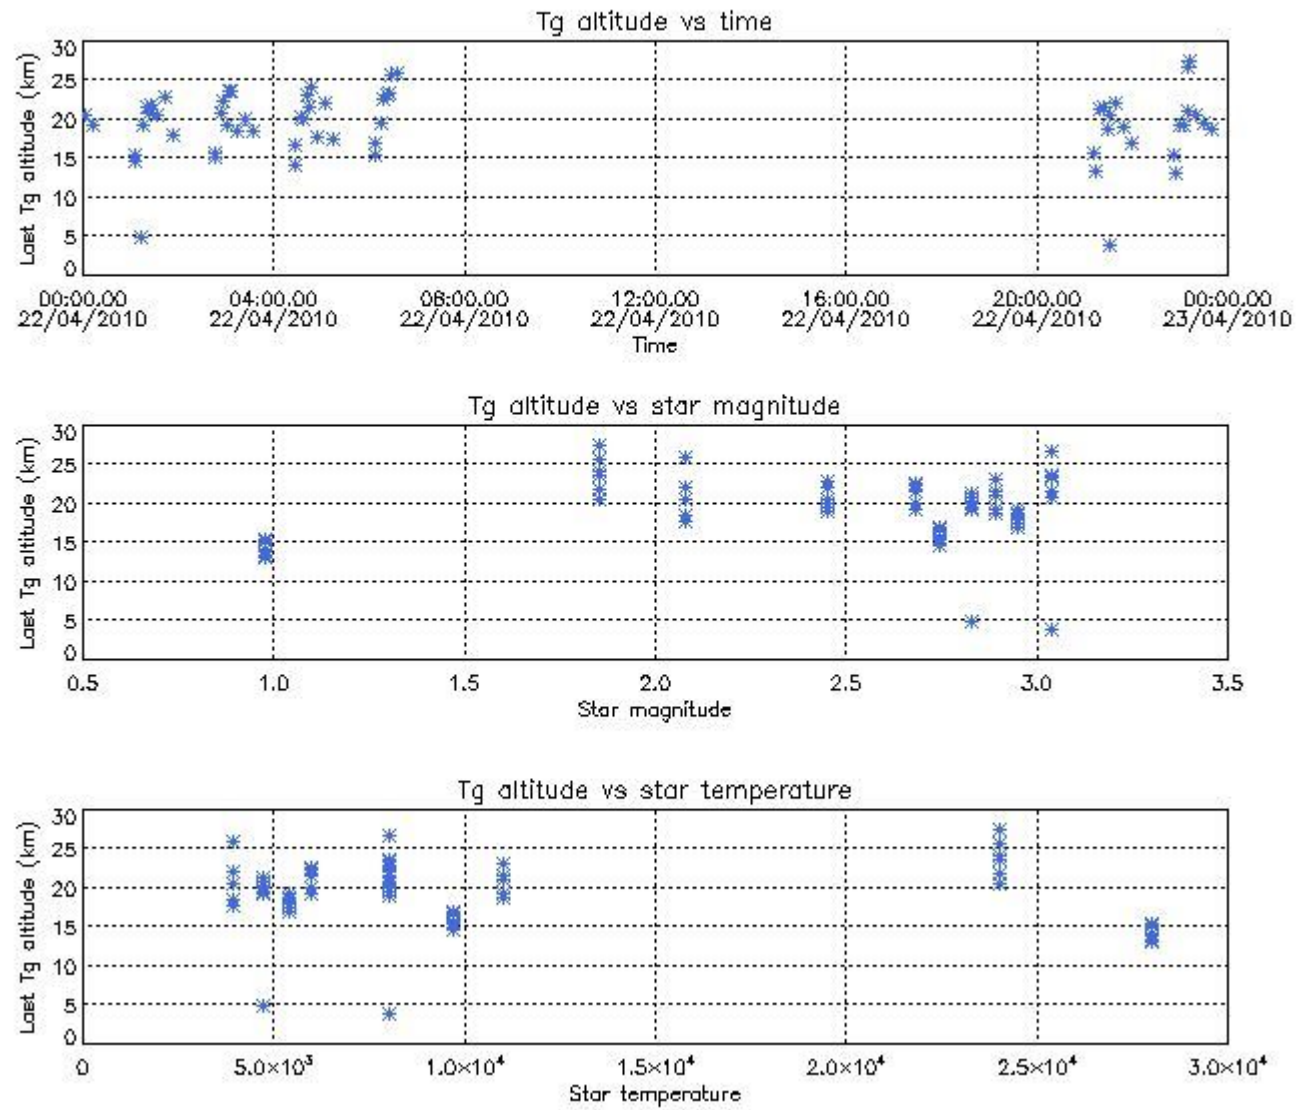 Tg altitude vs time
Last Tg altitude (km)
30
25
20
15
10
5
0
00:00.00 04:00.00 08:00.00 12:00.00 16:00.00 20:00.00 00:00.00
22/04/2010 22/04/2010 22/04/2010 22/04/2010 22/04/2010 22/04/2010 23/04/2010
Time
Tg altitude vs star magnitude
Last Tg altitude (km)
30
25
20
15
10
5
0
0.5 1.0 1.5 2.0 2.5 3.0 3.5
Star magnitude
Tg altitude vs star temperature
Last Tg altitude (km)
30
25
20
15
10
5
0
0 5.0×10³ 1.0×10⁴ 1.5×10⁴ 2.0×10⁴ 2.5×10⁴ 3.0×10⁴
Star temperature